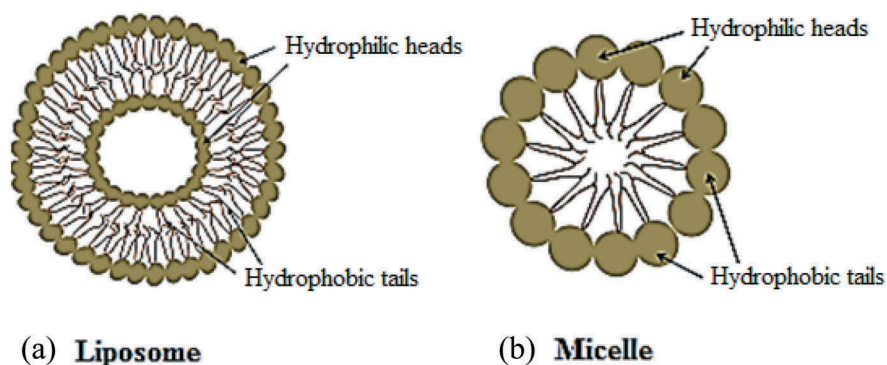 Hydrophilic heads
Hydrophobic tails
(a) Liposome
Hydrophilic heads
Hydrophobic tails
(b) Micelle